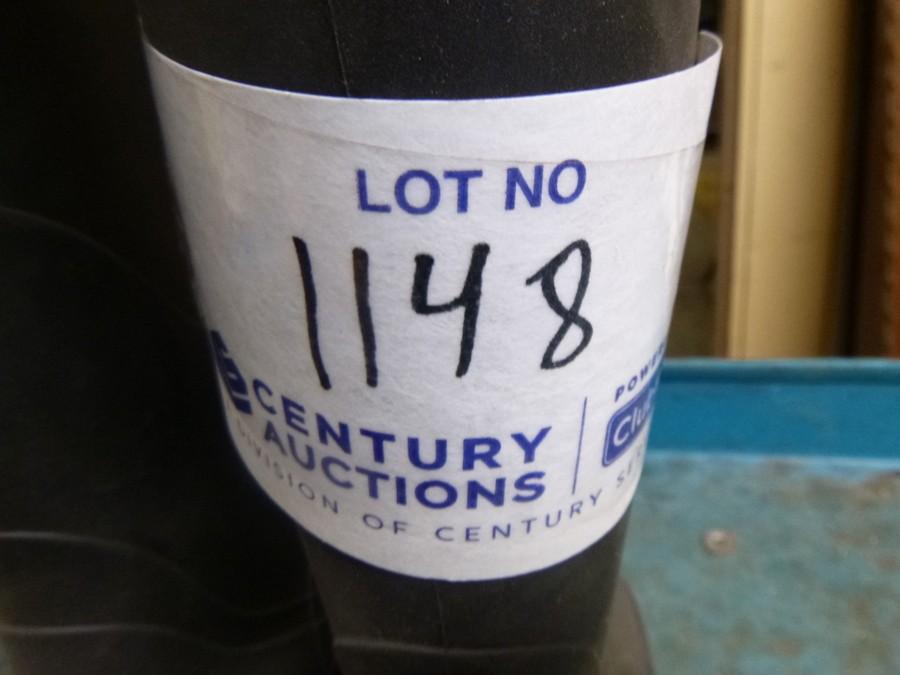 LOT NO
1148
CENTURY
AUCTIONS
DIVISION OF CENTURY